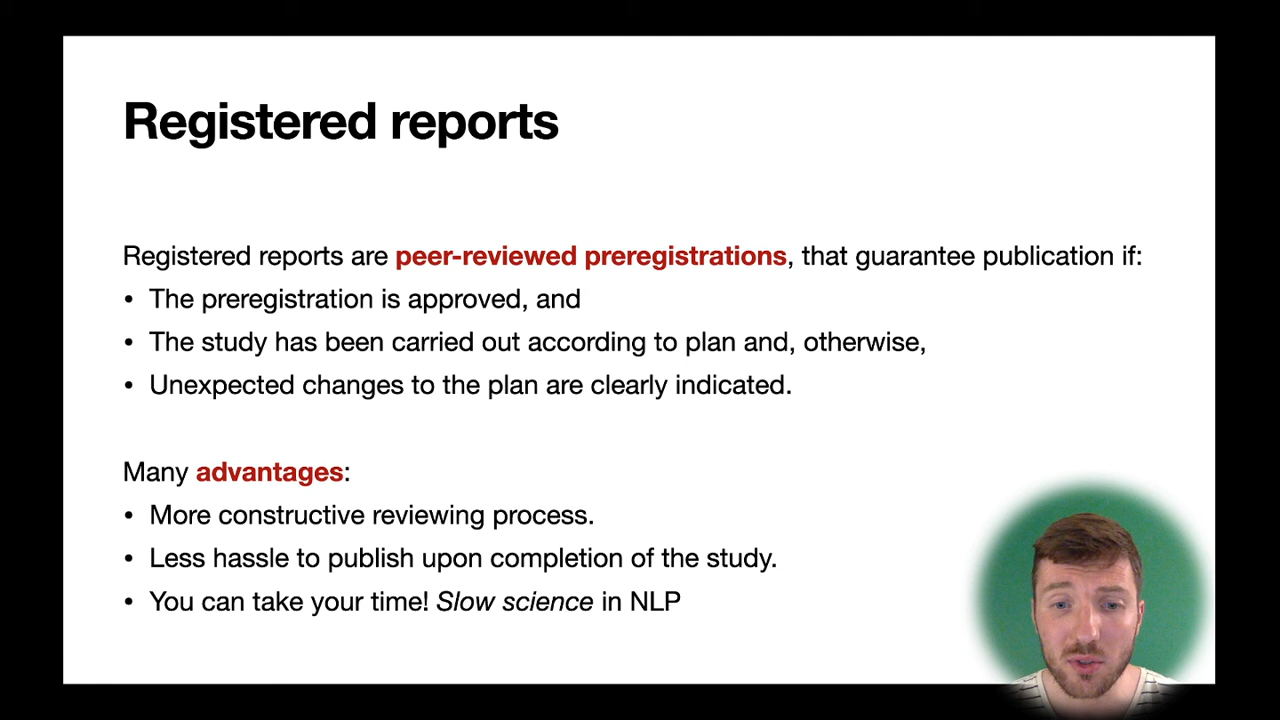 Registered reports
Registered reports are peer-reviewed preregistrations, that guarantee publication if:
• The preregistration is approved, and
• The study has been carried out according to plan and, otherwise,
• Unexpected changes to the plan are clearly indicated.
Many advantages:
• More constructive reviewing process.
• Less hassle to publish upon completion of the study.
• You can take your time! Slow science in NLP